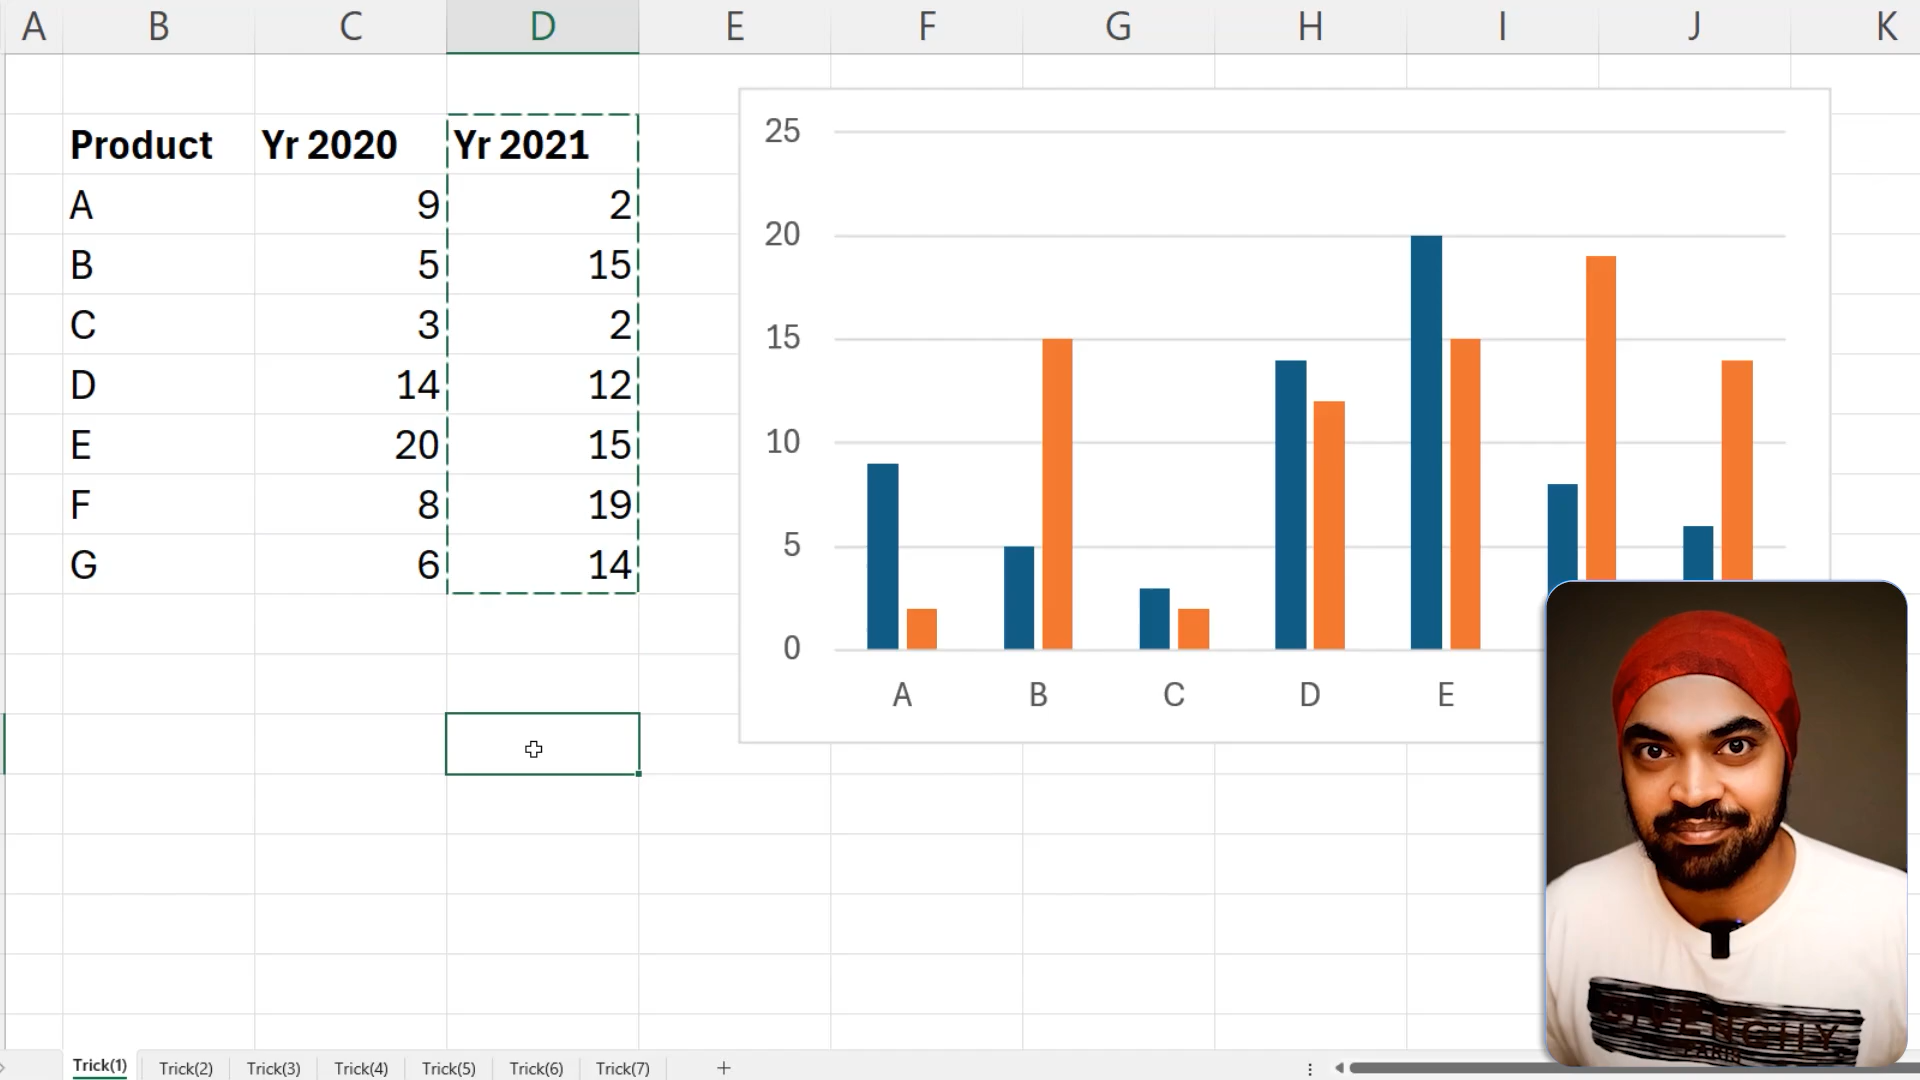 A B C D E F G H I J K
Product Yr 2020 Yr 2021
A 9 2
B 5 15
C 3 2
D 14 12
E 20 15
F 8 19
G 6 14
25
20
15
10
5
0
A B C D E
GIVENCHY
PARIS
Trick(1) Trick(2) Trick(3) Trick(4) Trick(5) Trick(6) Trick(7) +